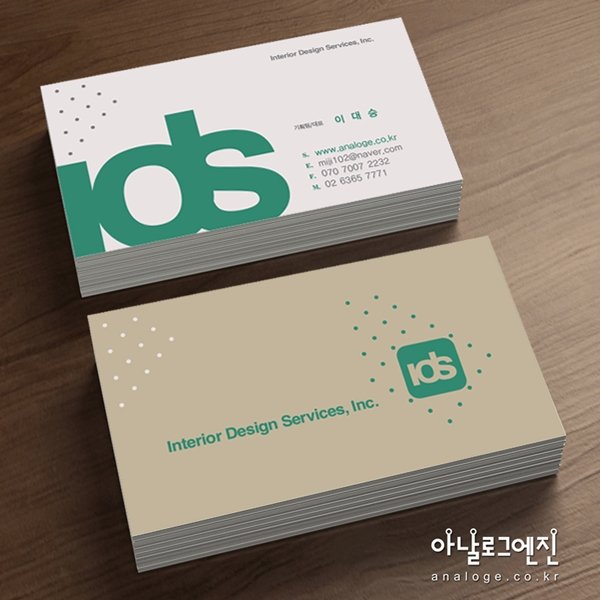 Interior Design Services, Inc.
ids
기획팀/대표 이 대 승
S. www.analoge.co.kr
E. miji102@naver.com
F. 070 7007 2232
M. 02 6365 7771
ids
Interior Design Services, Inc.
아날로그엔진
analoge.co.kr